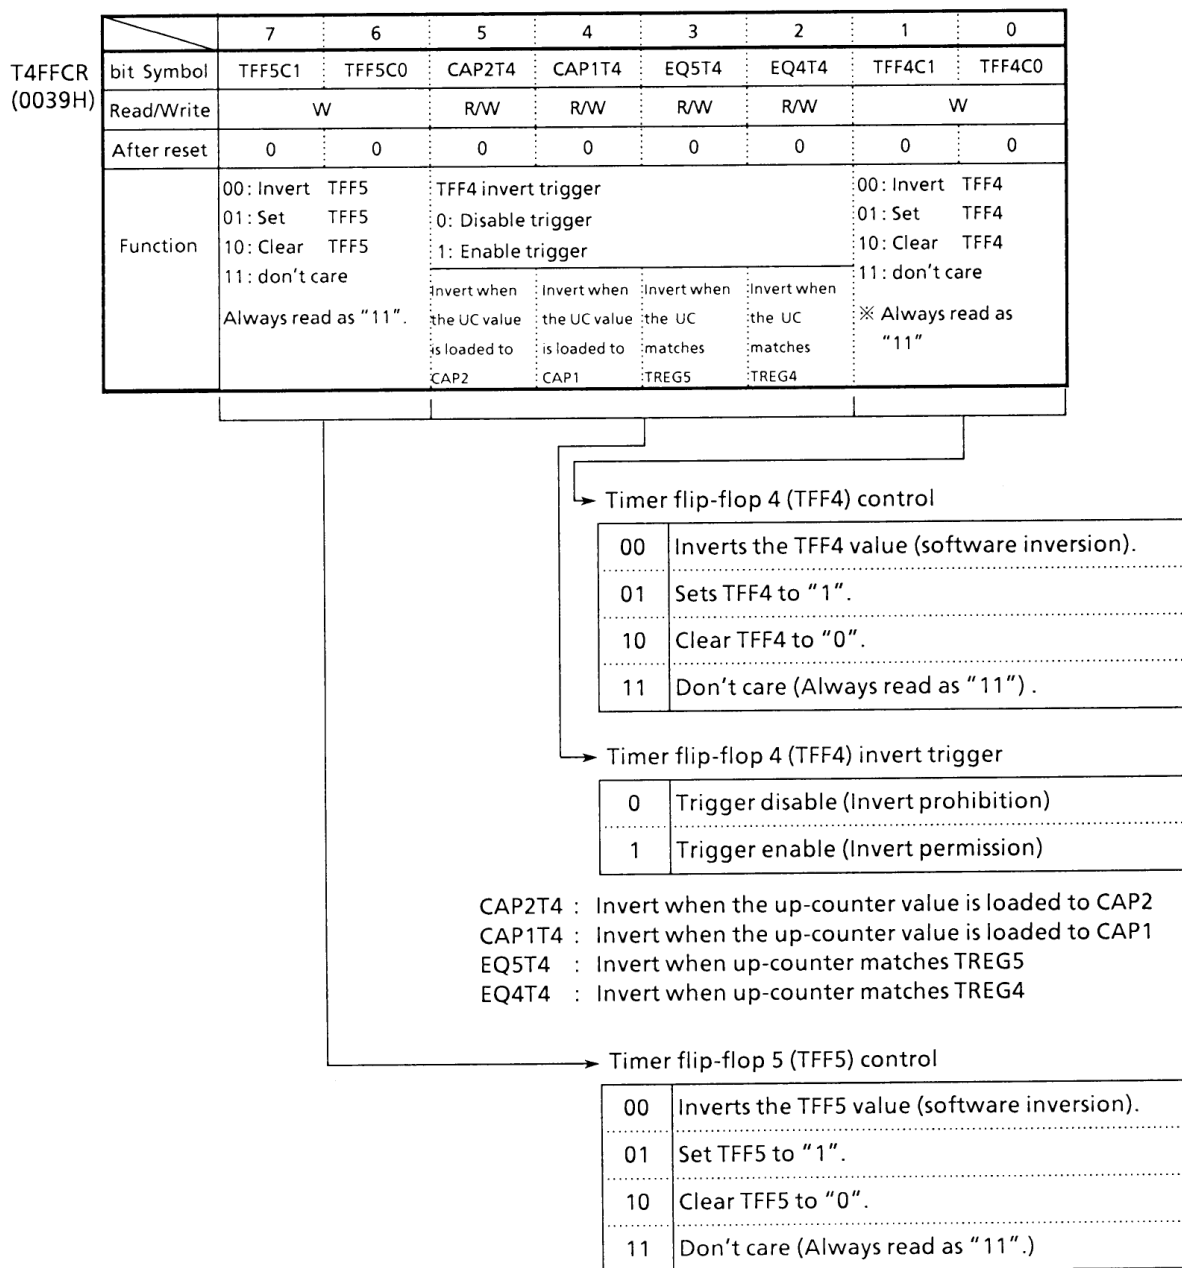 7 6 5 4 3 2 1 0
T4FFCR bit Symbol TFF5C1 TFF5C0 CAP2T4 CAP1T4 EQ5T4 EQ4T4 TFF4C1 TFF4C0
(0039H) Read/Write W R/W R/W R/W R/W W
After reset 0 0 0 0 0 0 0 0
Function
00: Invert TFF5
01: Set TFF5
10: Clear TFF5
11: don't care
Always read as "11".
TFF4 invert trigger
0: Disable trigger
1: Enable trigger
Invert when
the UC value
is loaded to
CAP2
Invert when
the UC value
is loaded to
CAP1
Invert when
the UC
matches
TREG5
Invert when
the UC
matches
TREG4
00: Invert TFF4
01: Set TFF4
10: Clear TFF4
11: don't care
※ Always read as
"11"
Timer flip-flop 4 (TFF4) control
00 Inverts the TFF4 value (software inversion).
01 Sets TFF4 to "1".
10 Clear TFF4 to "0".
11 Don't care (Always read as "11") .
Timer flip-flop 4 (TFF4) invert trigger
0 Trigger disable (Invert prohibition)
1 Trigger enable (Invert permission)
CAP2T4 : Invert when the up-counter value is loaded to CAP2
CAP1T4 : Invert when the up-counter value is loaded to CAP1
EQ5T4 : Invert when up-counter matches TREG5
EQ4T4 : Invert when up-counter matches TREG4
Timer flip-flop 5 (TFF5) control
00 Inverts the TFF5 value (software inversion).
01 Set TFF5 to "1".
10 Clear TFF5 to "0".
11 Don't care (Always read as "11".)